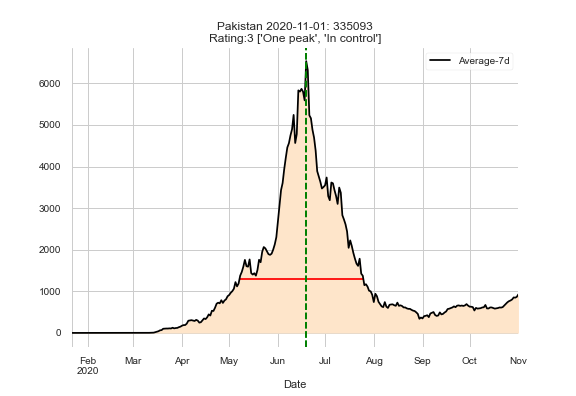 Pakistan 2020-11-01: 335093
Rating:3 ['One peak', 'In control']
Average-7d
6000
5000
4000
3000
2000
1000
0
Feb Mar Apr May Jun Jul Aug Sep Oct Nov
2020
Date